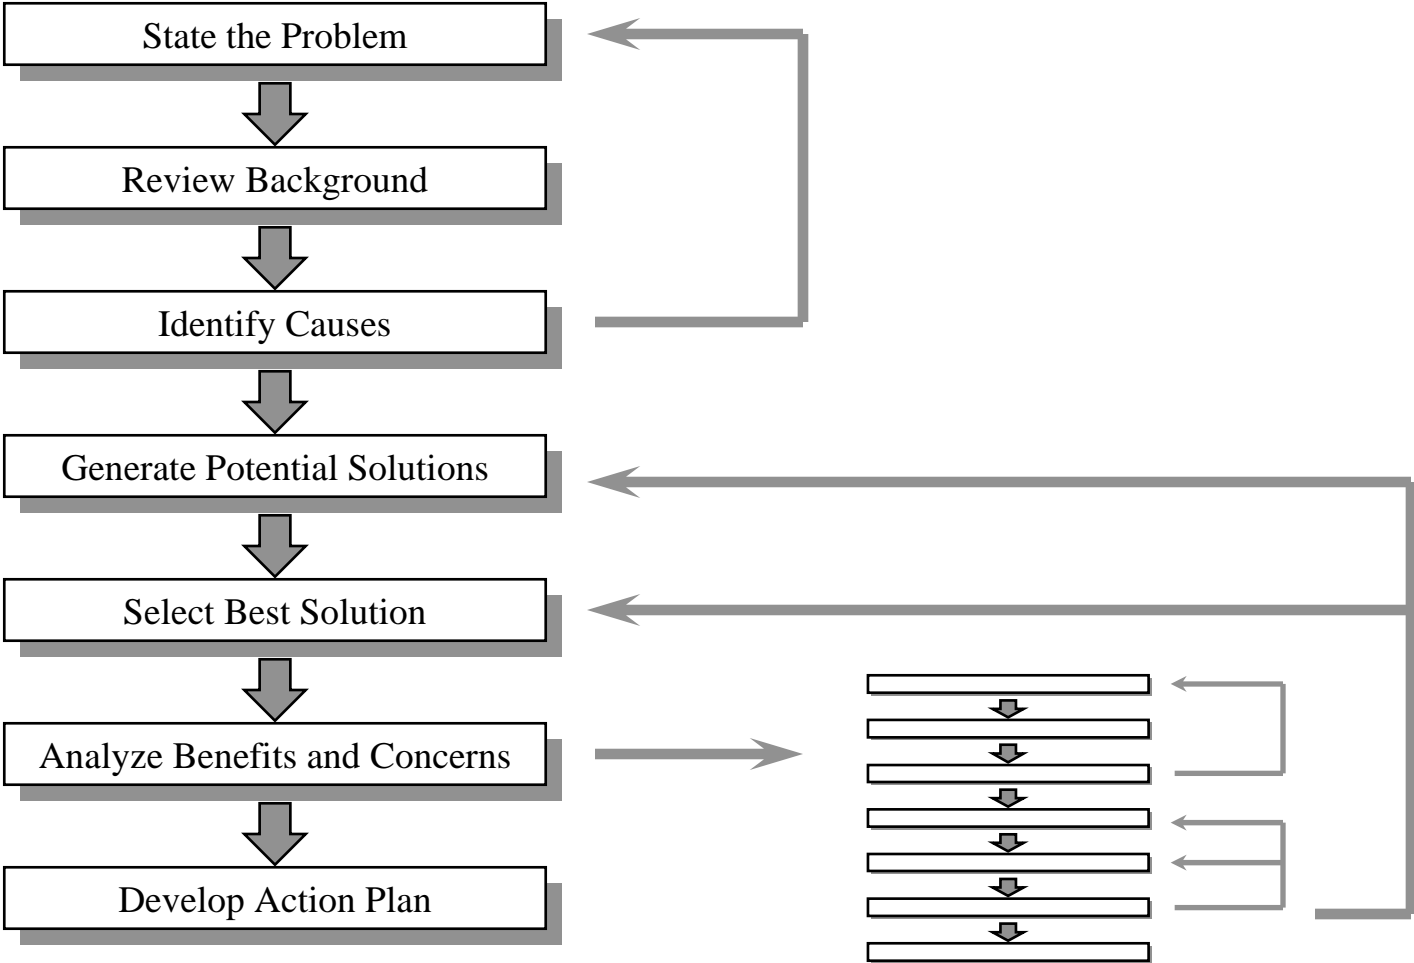 State the Problem
Review Background
Identify Causes
Generate Potential Solutions
Select Best Solution
Analyze Benefits and Concerns
Develop Action Plan